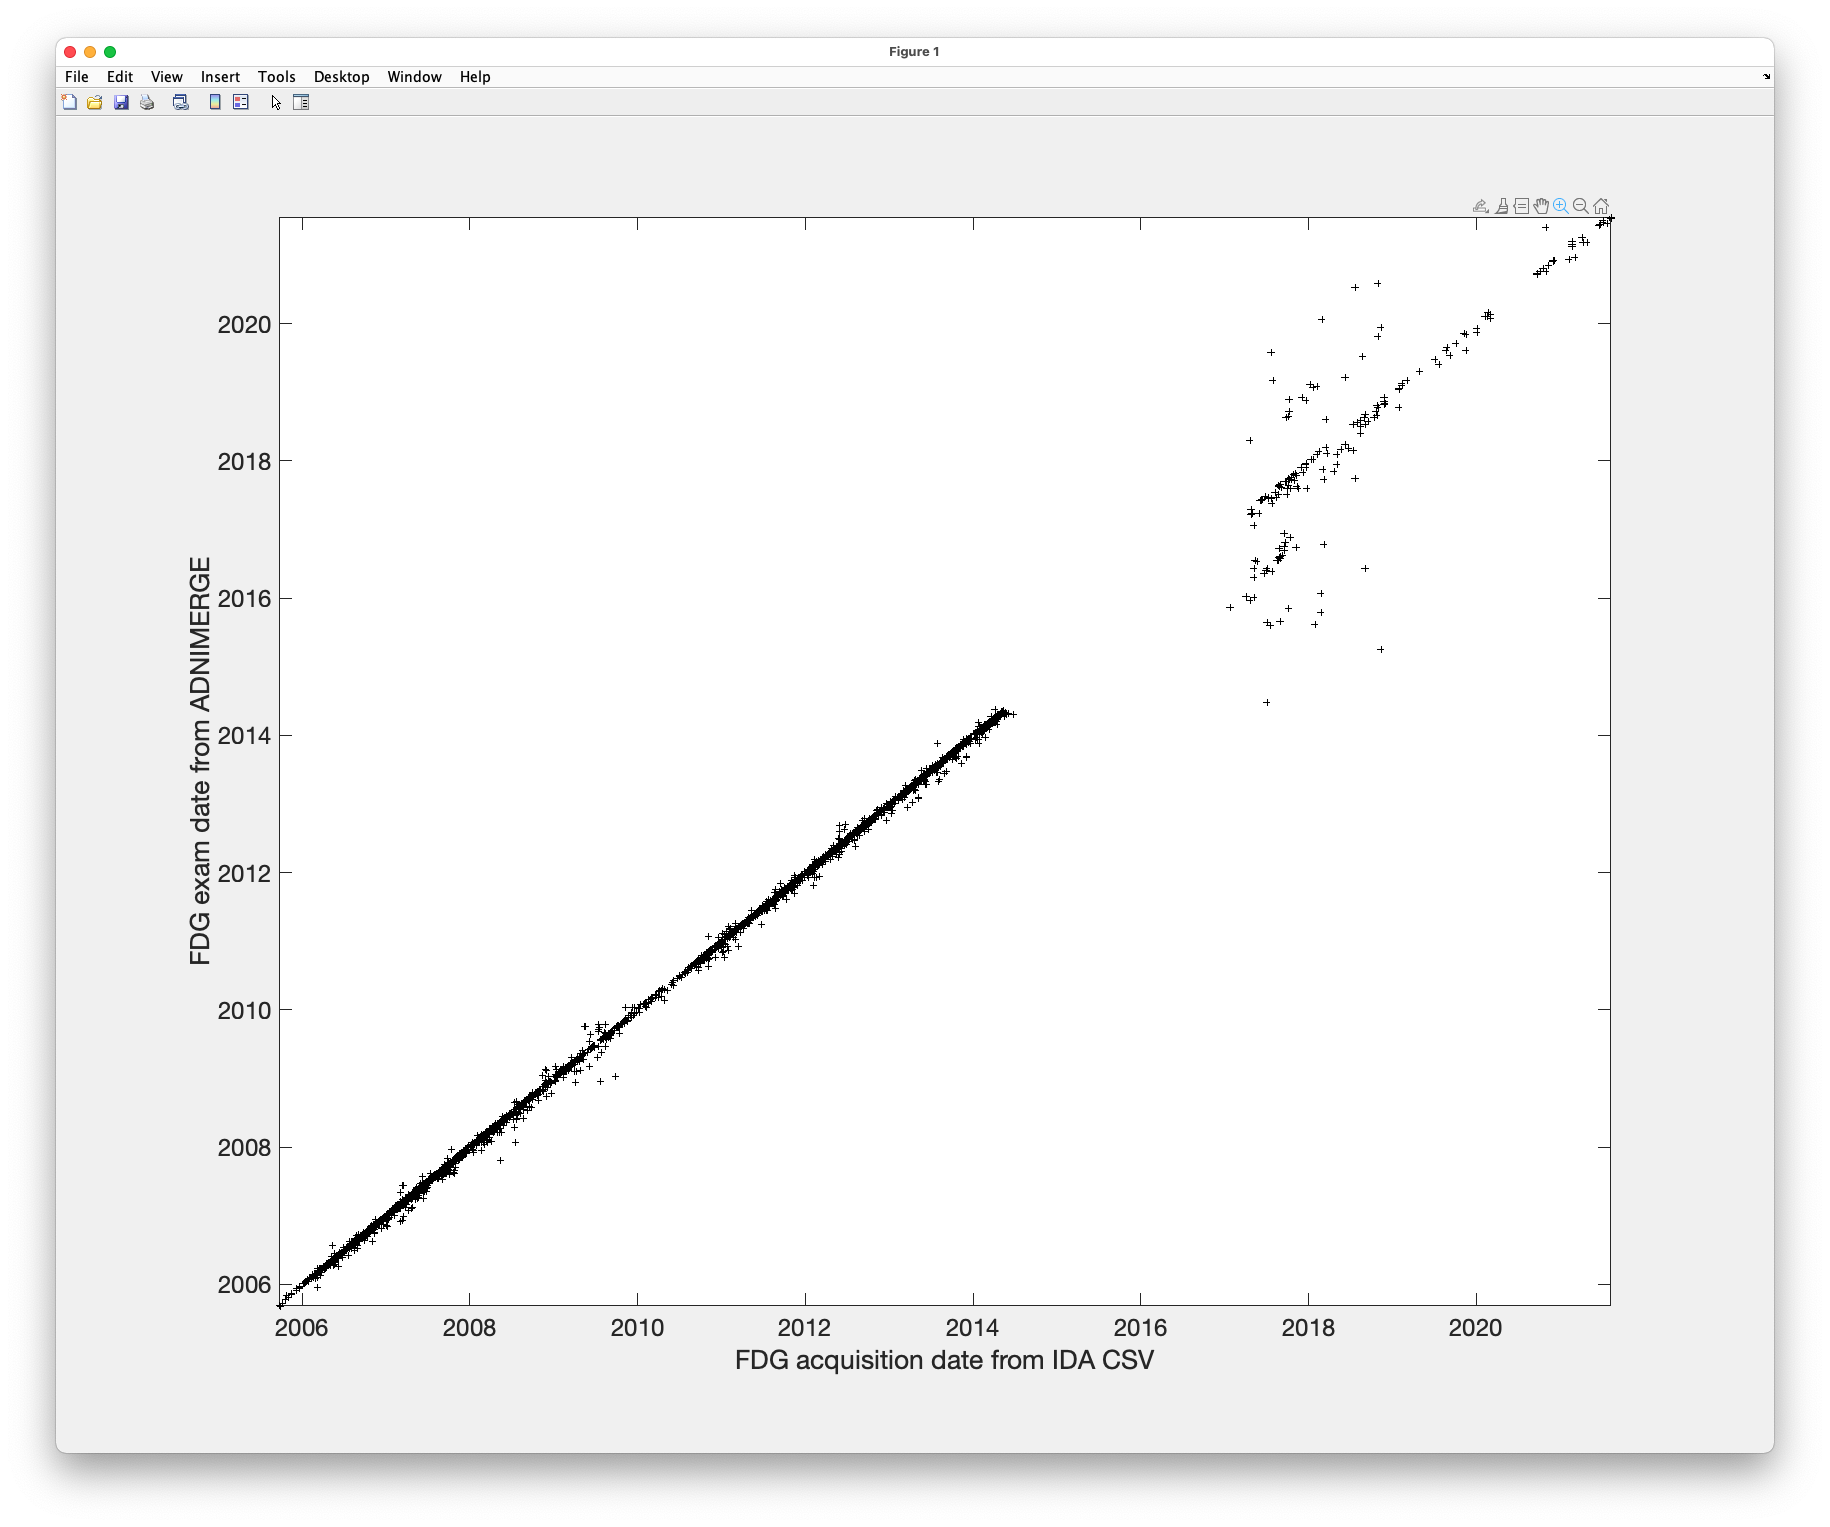 Figure 1
File Edit View Insert Tools Desktop Window Help
2020
2018
2016
2014
2012
2010
2008
2006
FDG exam date from ADNIMERGE
2006 2008 2010 2012 2014 2016 2018 2020
FDG acquisition date from IDA CSV